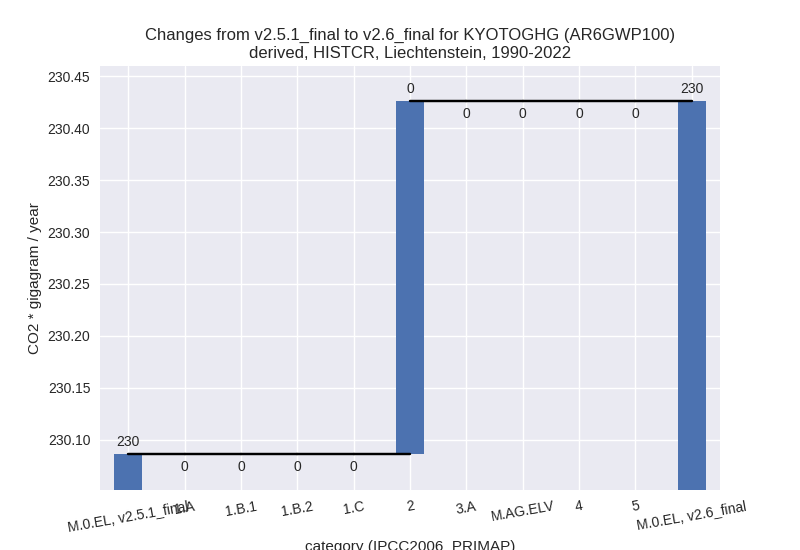 Changes from v2.5.1_final to v2.6_final for KYOTOGHG (AR6GWP100)
derived, HISTCR, Liechtenstein, 1990-2022
230.45
230.40
230.35
230.30
230.25
230.20
230.15
230.10
CO2 * gigagram / year
230
0
0
0
0
0
0
0
0
0
230
M.0.EL, v2.5.1_final
1.A
1.B.1
1.B.2
1.C
2
3.A
M.AG.ELV
4
5
M.0.EL, v2.6_final
category (IPCC2006_PRIMAP)